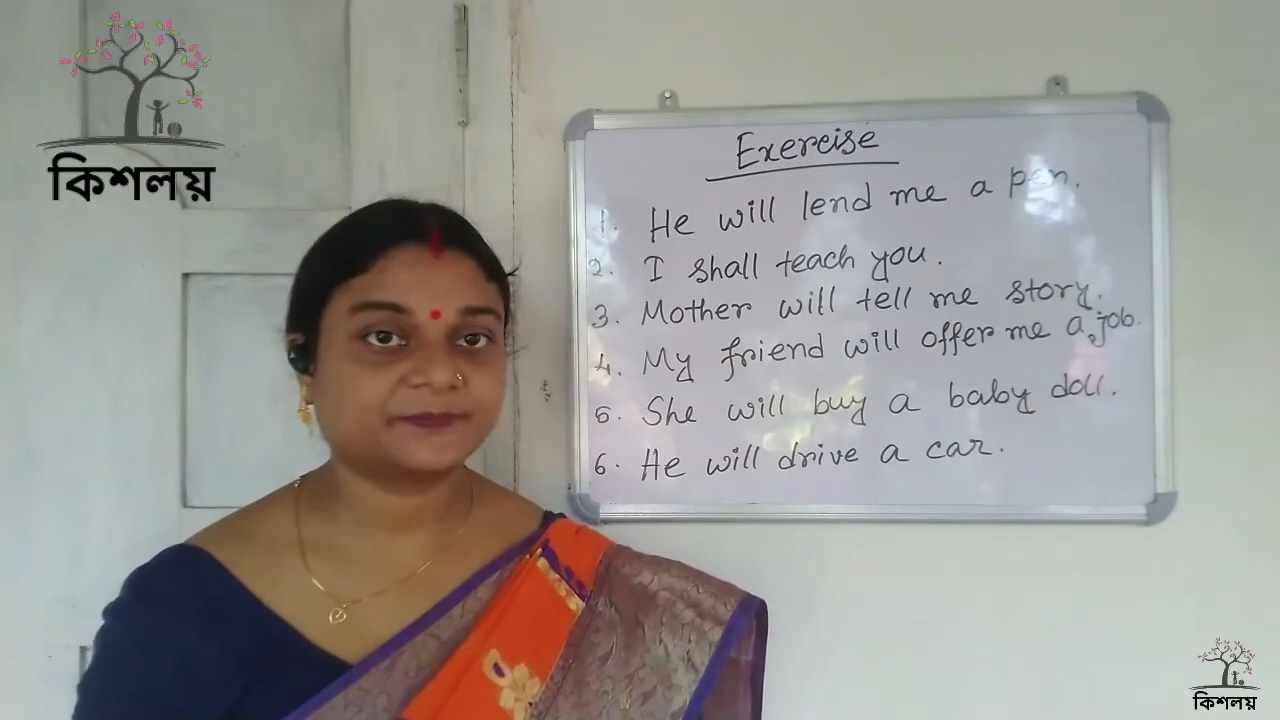 কিশলয়
Exercise
1. He will lend me a pen.
2. I shall teach you.
3. Mother will tell me story.
4. My friend will offer me a job.
5. She will buy a baby doll.
6. He will drive a car.
কিশলয়